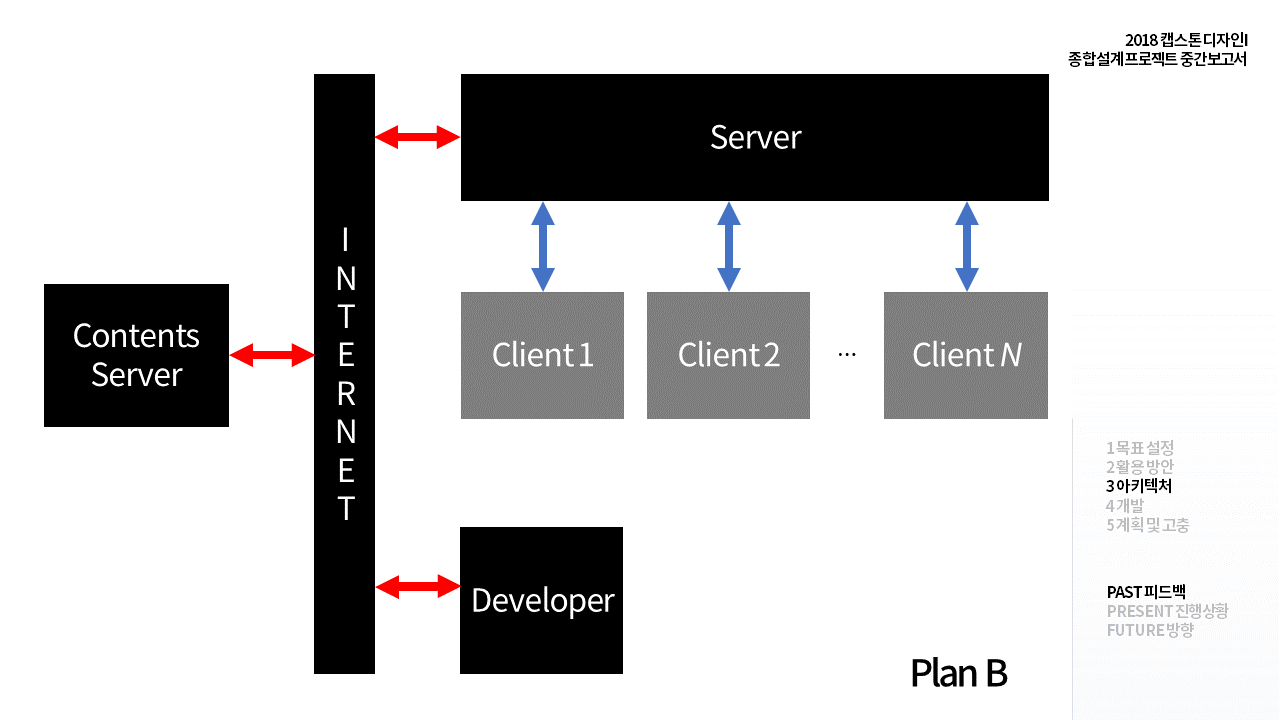 2018 캡스톤 디자인I
종합설계프로젝트 중간보고서
Server
I
N
T
E
R
N
E
T
Contents
Server
Client 1
Client 2
...
Client N
Developer
Plan B
1 목표 설정
2 활용 방안
3 아키텍처
4 개발
5 계획 및 고충
PAST 피드백
PRESENT 진행상황
FUTURE 방향